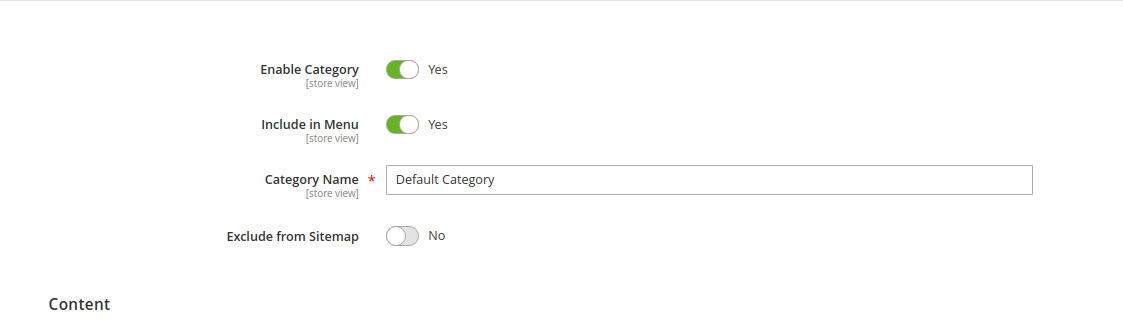 Enable Category Yes
[store view]
Include in Menu Yes
[store view]
Category Name * Default Category
[store view]
Exclude from Sitemap No
Content